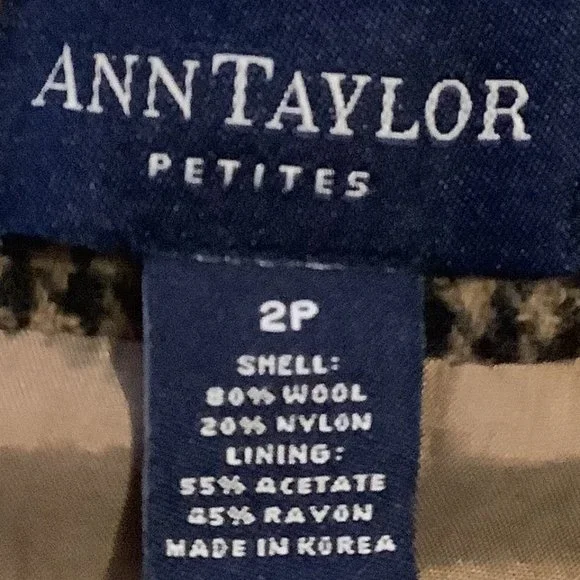 ANN TAYLOR
PETITES
2P
SHELL:
80% WOOL
20% NYLON
LINING:
55% ACETATE
45% RAYON
MADE IN KOREA